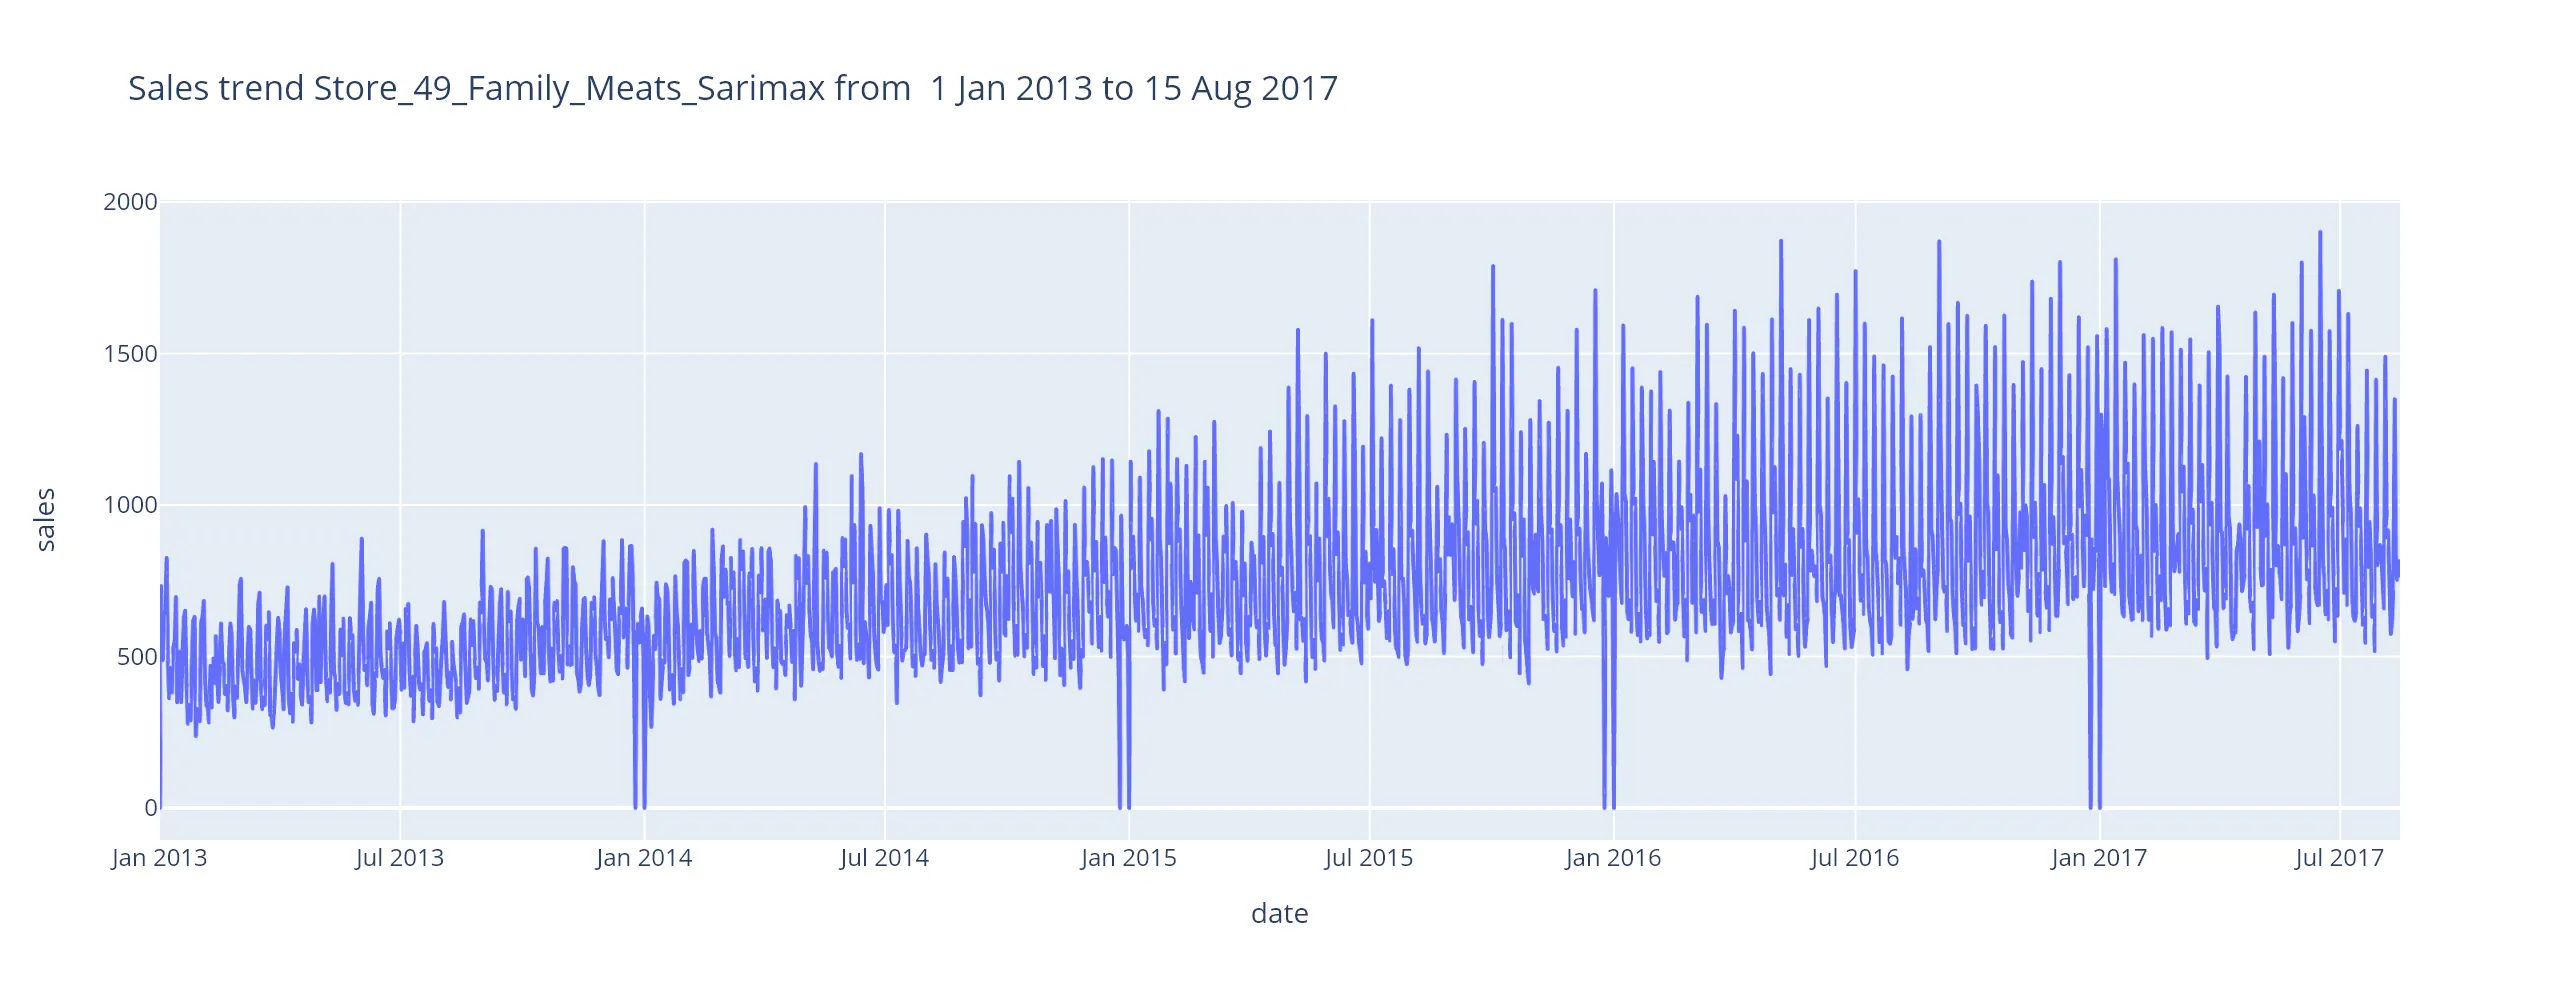 Sales trend Store_49_Family_Meats_Sarimax from  1 Jan 2013 to 15 Aug 2017
2000
1500
1000
500
0
sales
Jan 2013 Jul 2013 Jan 2014 Jul 2014 Jan 2015 Jul 2015 Jan 2016 Jul 2016 Jan 2017 Jul 2017
date